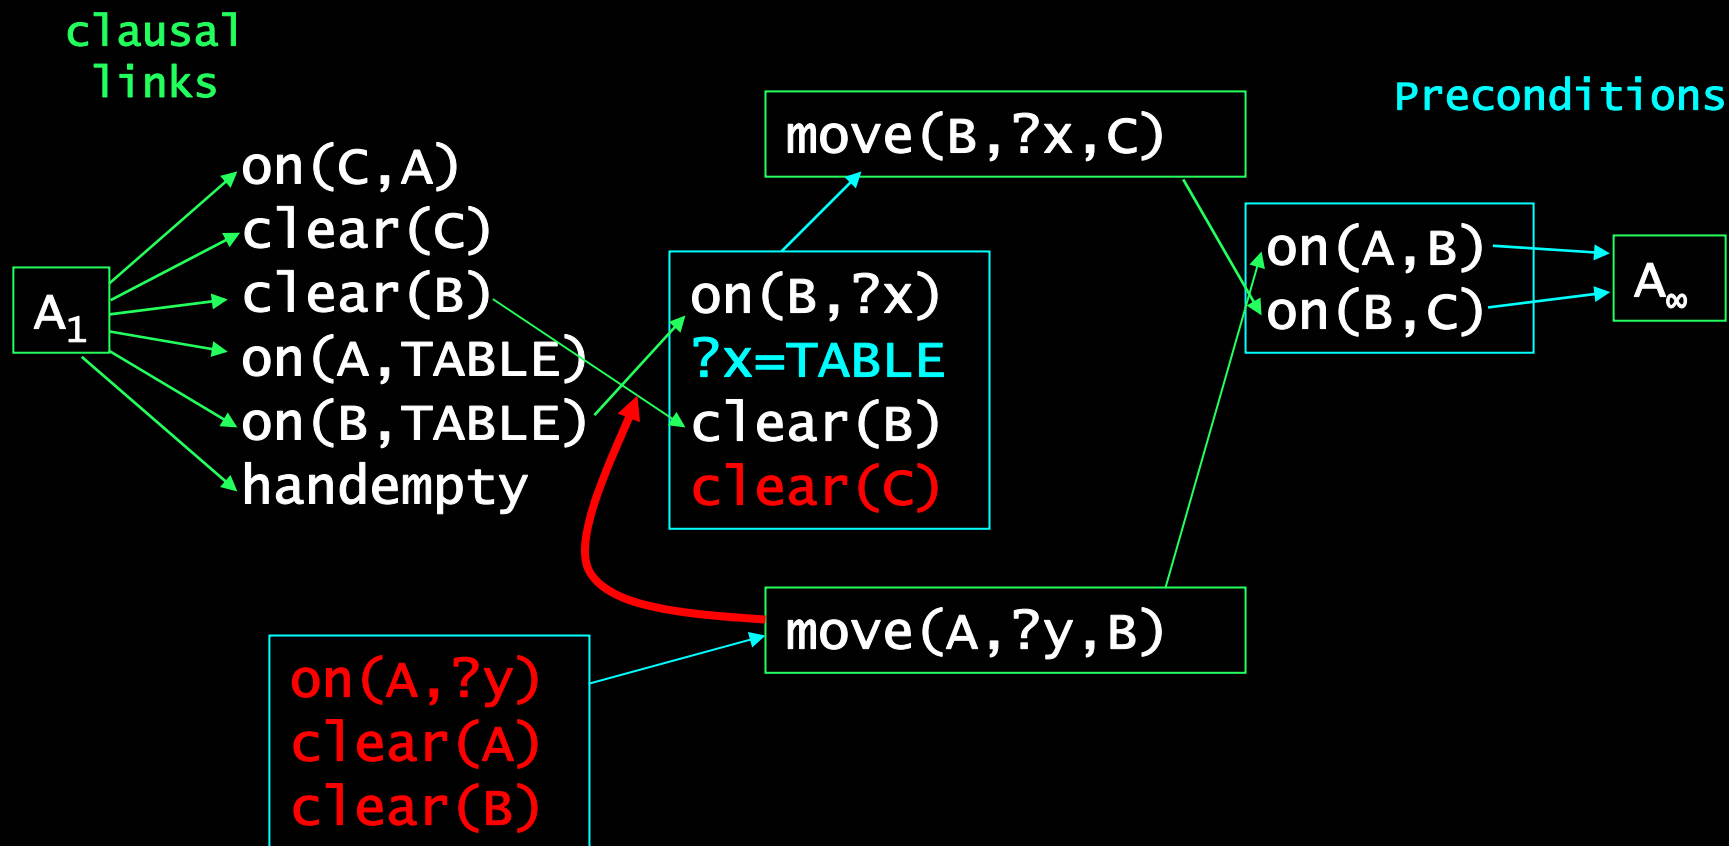 clausal
links
Preconditions
move(B,?x,C)
on(C,A)
clear(C)
clear(B)
on(A,TABLE)
on(B,TABLE)
handempty
A₁
on(B,?x)
?x=TABLE
clear(B)
clear(C)
on(A,B)
on(B,C)
A∞
move(A,?y,B)
on(A,?y)
clear(A)
clear(B)